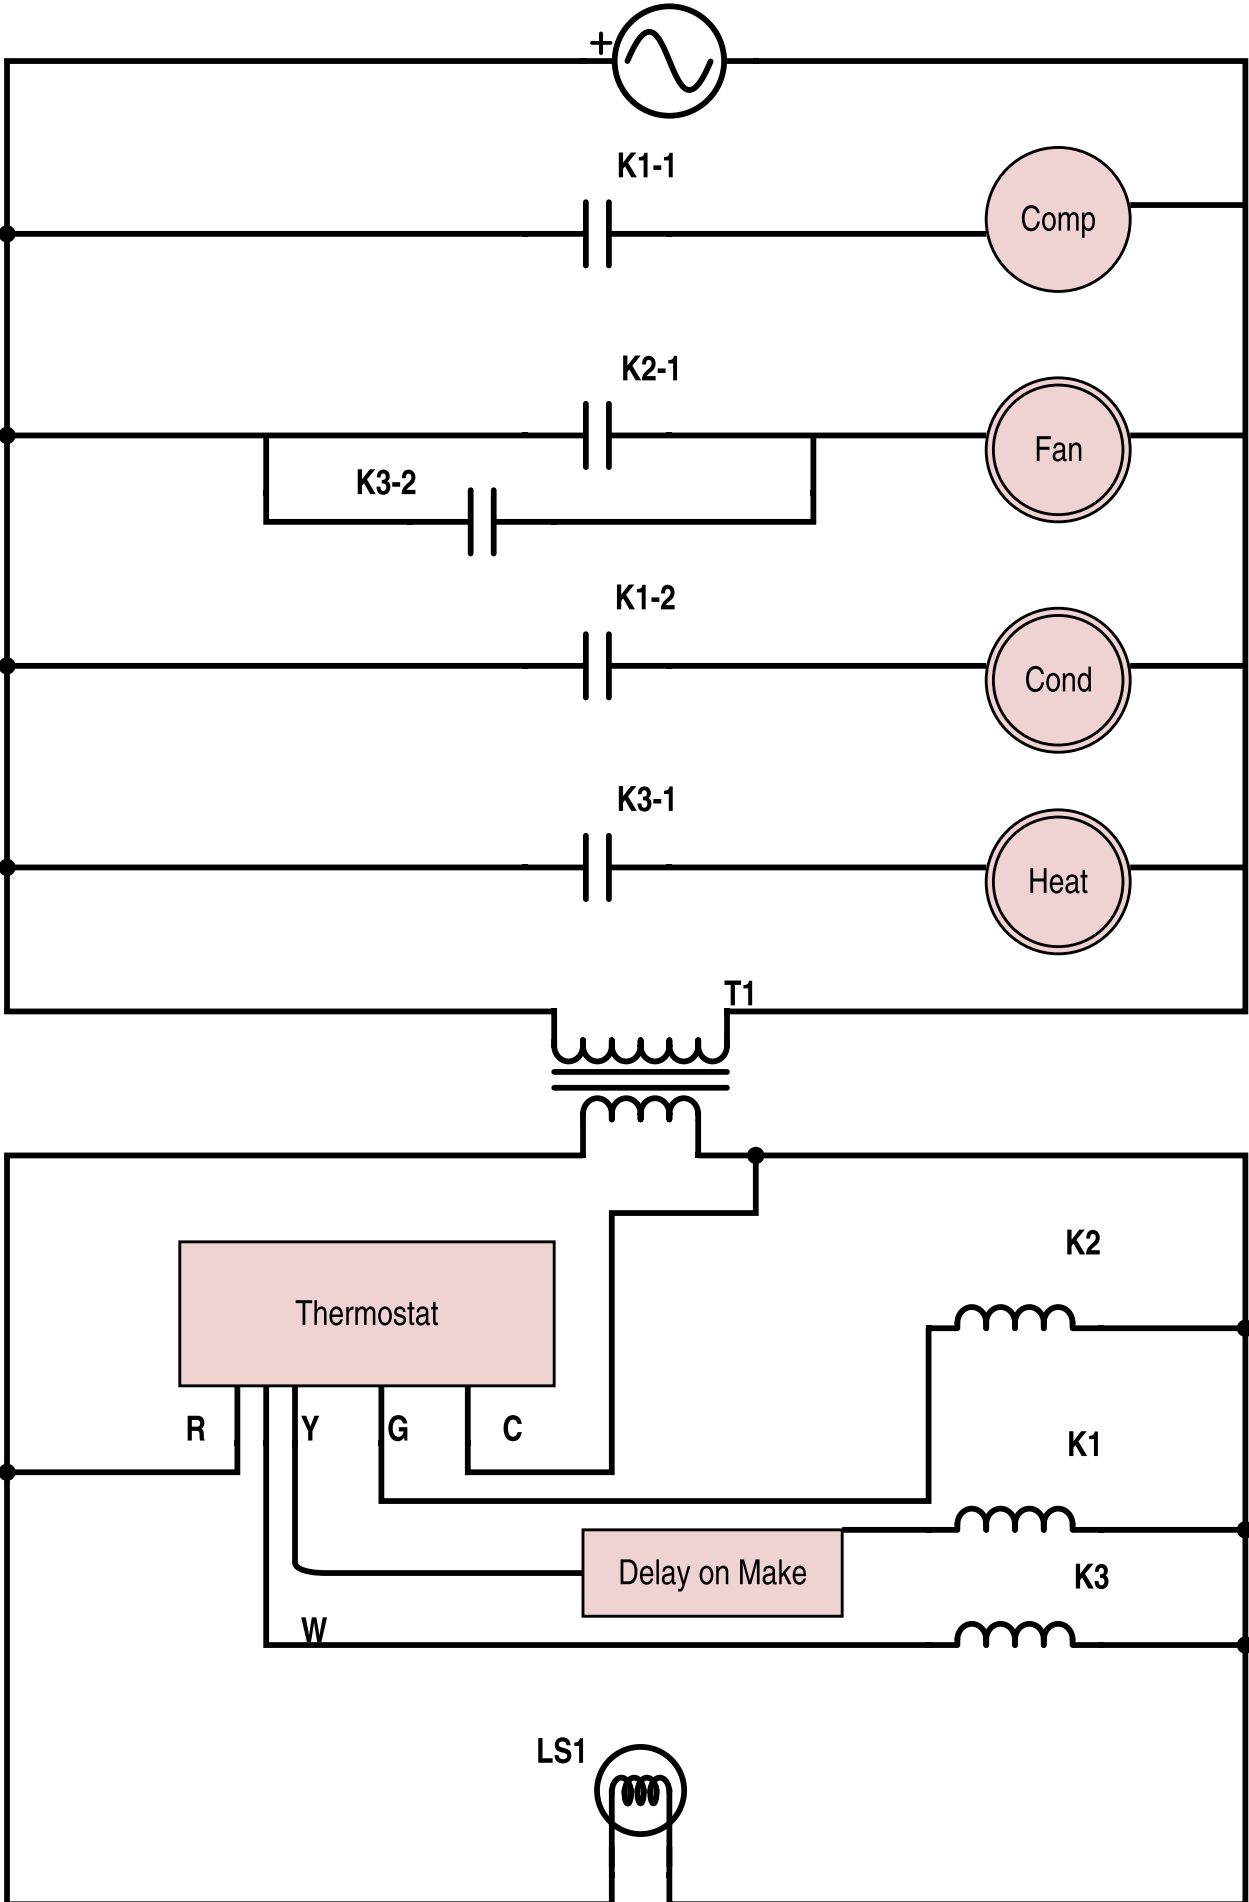 +
K1-1
Comp
K2-1
Fan
K3-2
K1-2
Cond
K3-1
Heat
T1
K2
Thermostat
R
Y
G
C
K1
Delay on Make
K3
W
LS1